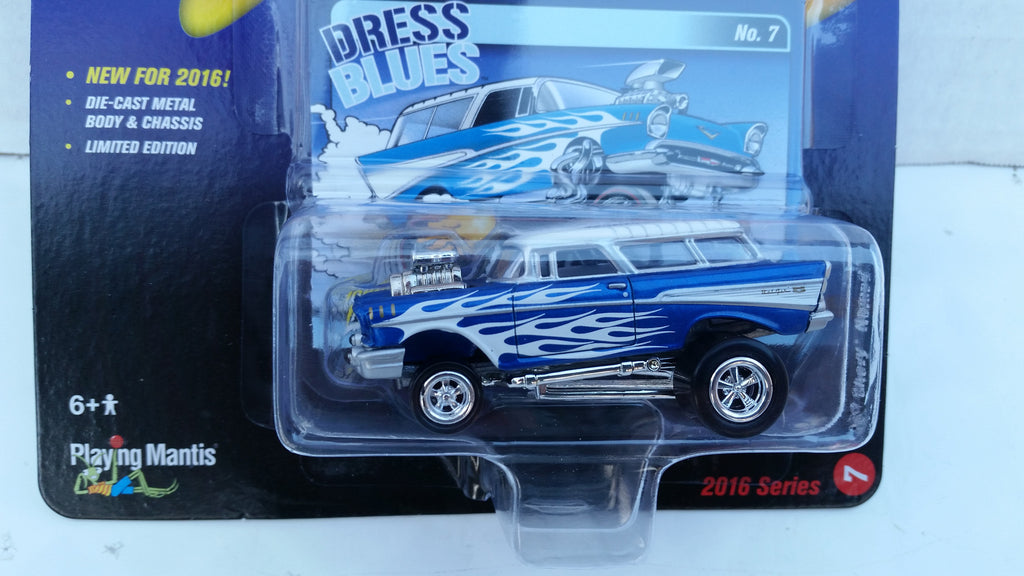 DRESS
BLUES
No. 7
• NEW FOR 2016!
• DIE-CAST METAL
BODY & CHASSIS
• LIMITED EDITION
6+
Playing Mantis
2016 Series
7